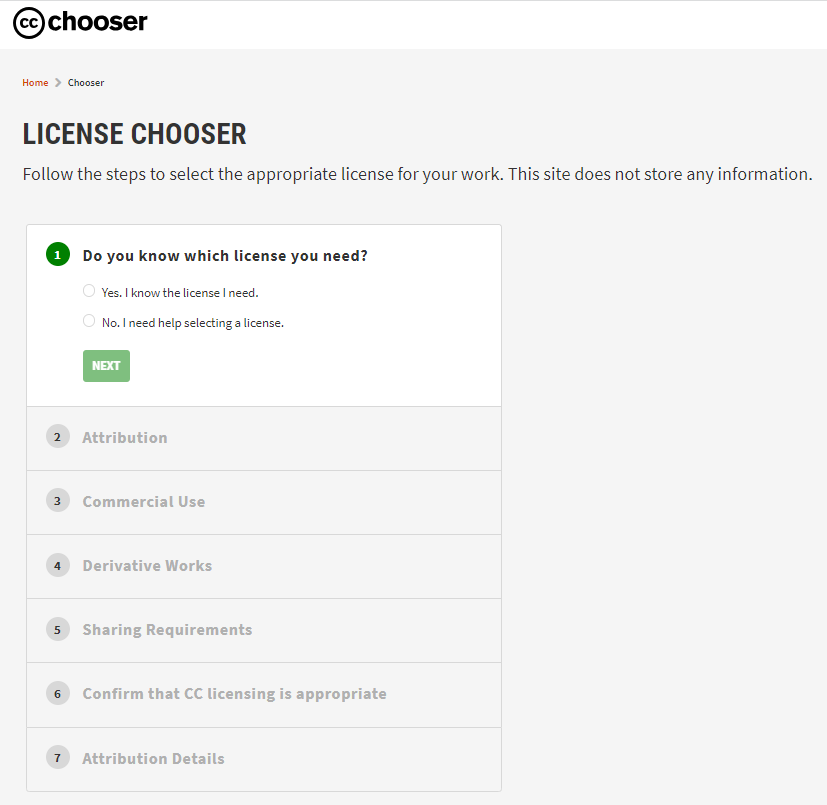 cc chooser
Home > Chooser
LICENSE CHOOSER
Follow the steps to select the appropriate license for your work. This site does not store any information.
1 Do you know which license you need?
Yes. I know the license I need.
No. I need help selecting a license.
NEXT
2 Attribution
3 Commercial Use
4 Derivative Works
5 Sharing Requirements
6 Confirm that CC licensing is appropriate
7 Attribution Details